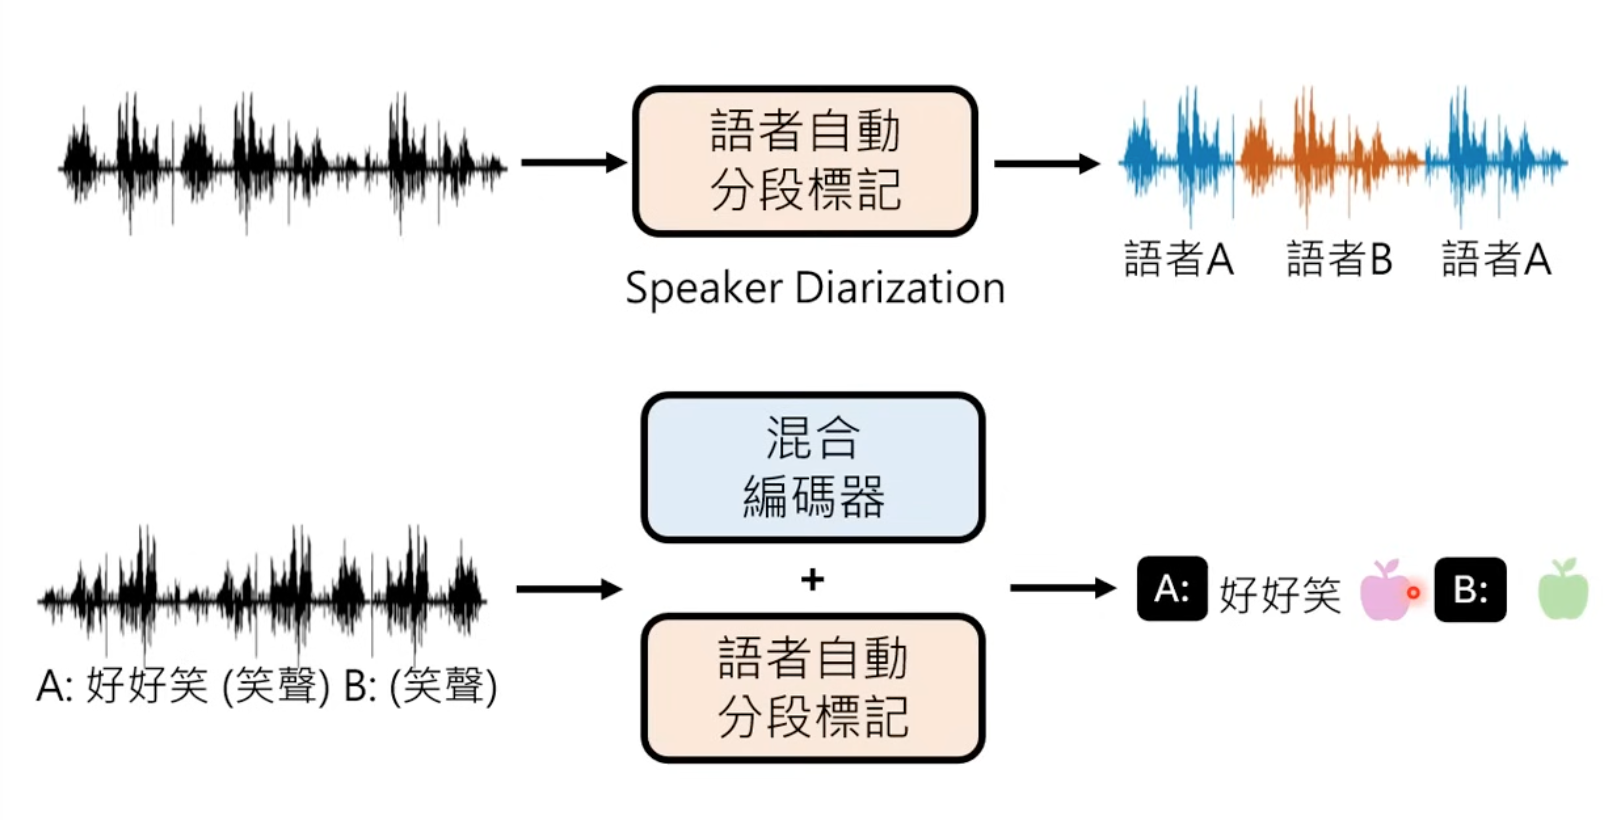 語者自動
分段標記
Speaker Diarization
語者A
語者B
語者A
A: 好好笑 (笑聲) B: (笑聲)
混合
編碼器
+
語者自動
分段標記
A: 好好笑 B: